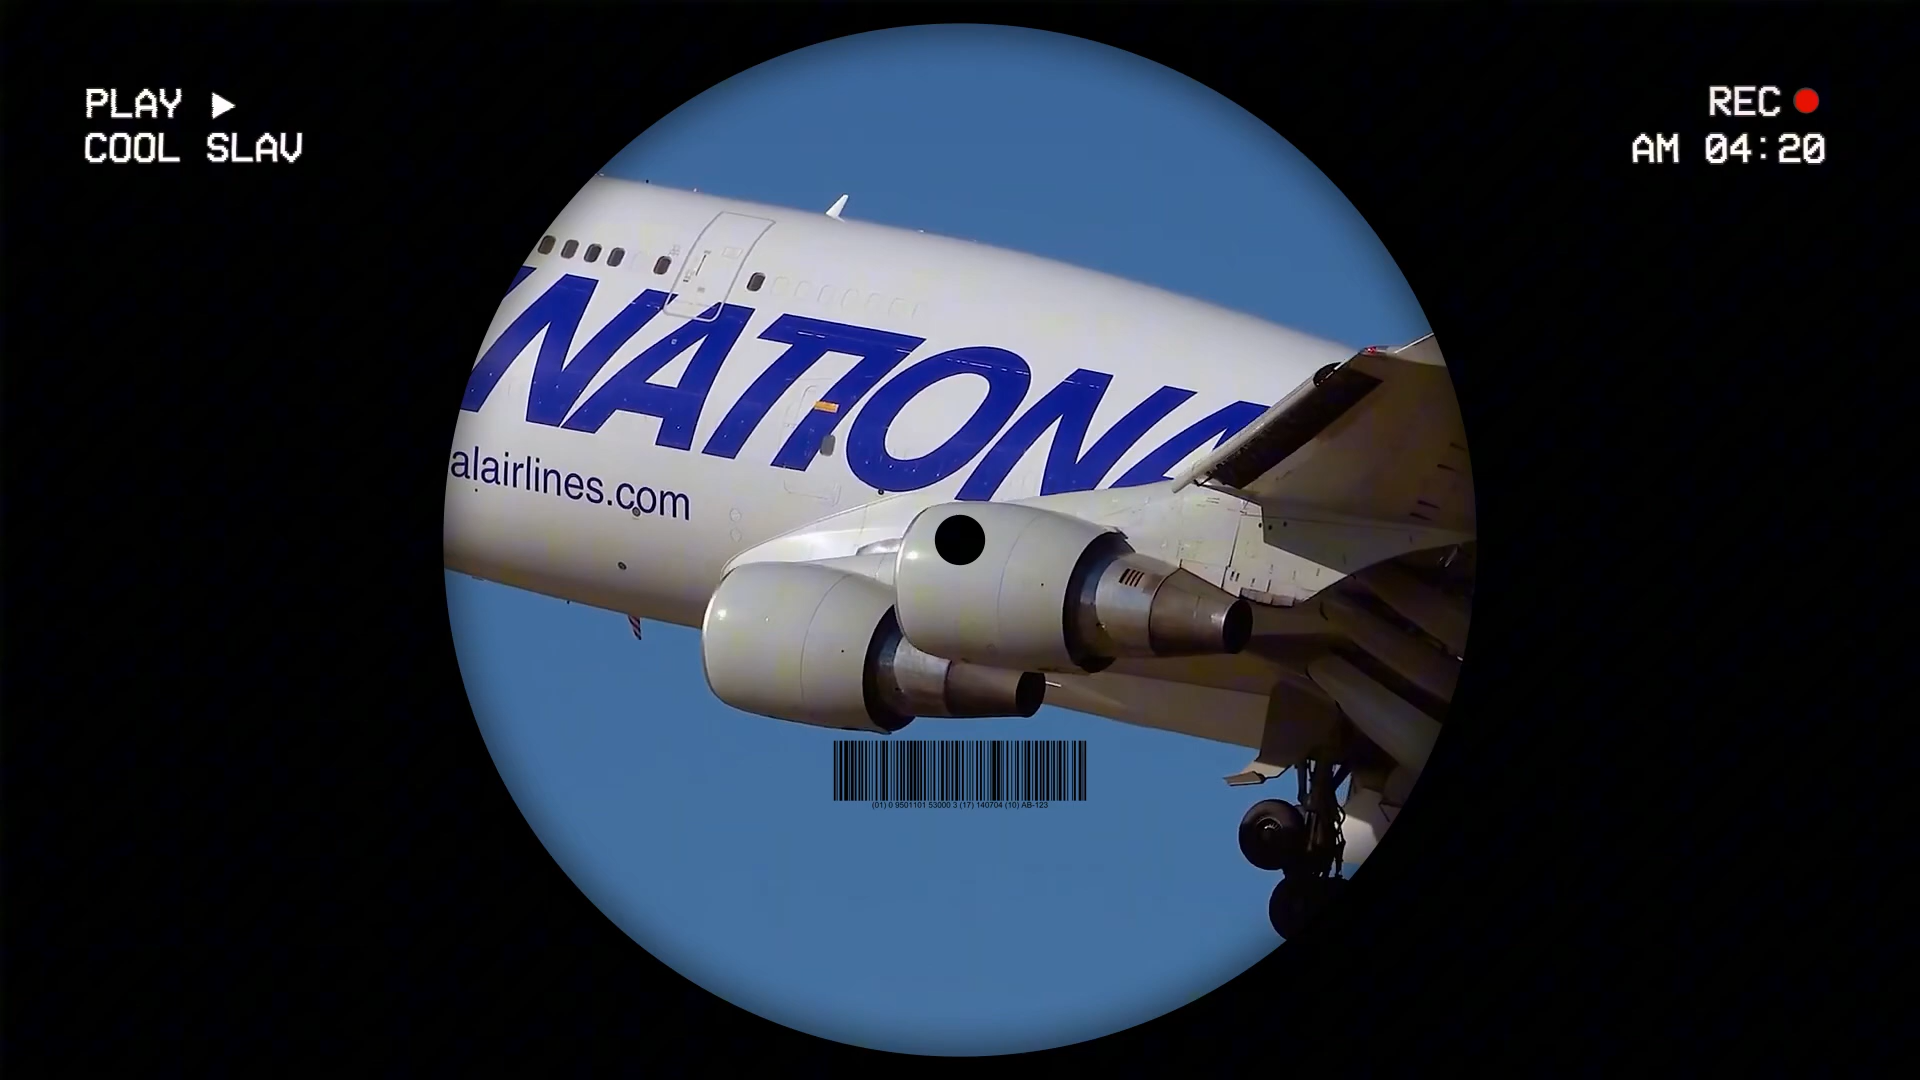 PLAY ▶
COOL SLAV
REC
AM 04:20
NATIONA
alairlines.com
(01) 0 9501101 53000 3 (17) 140704 (10) AB-123